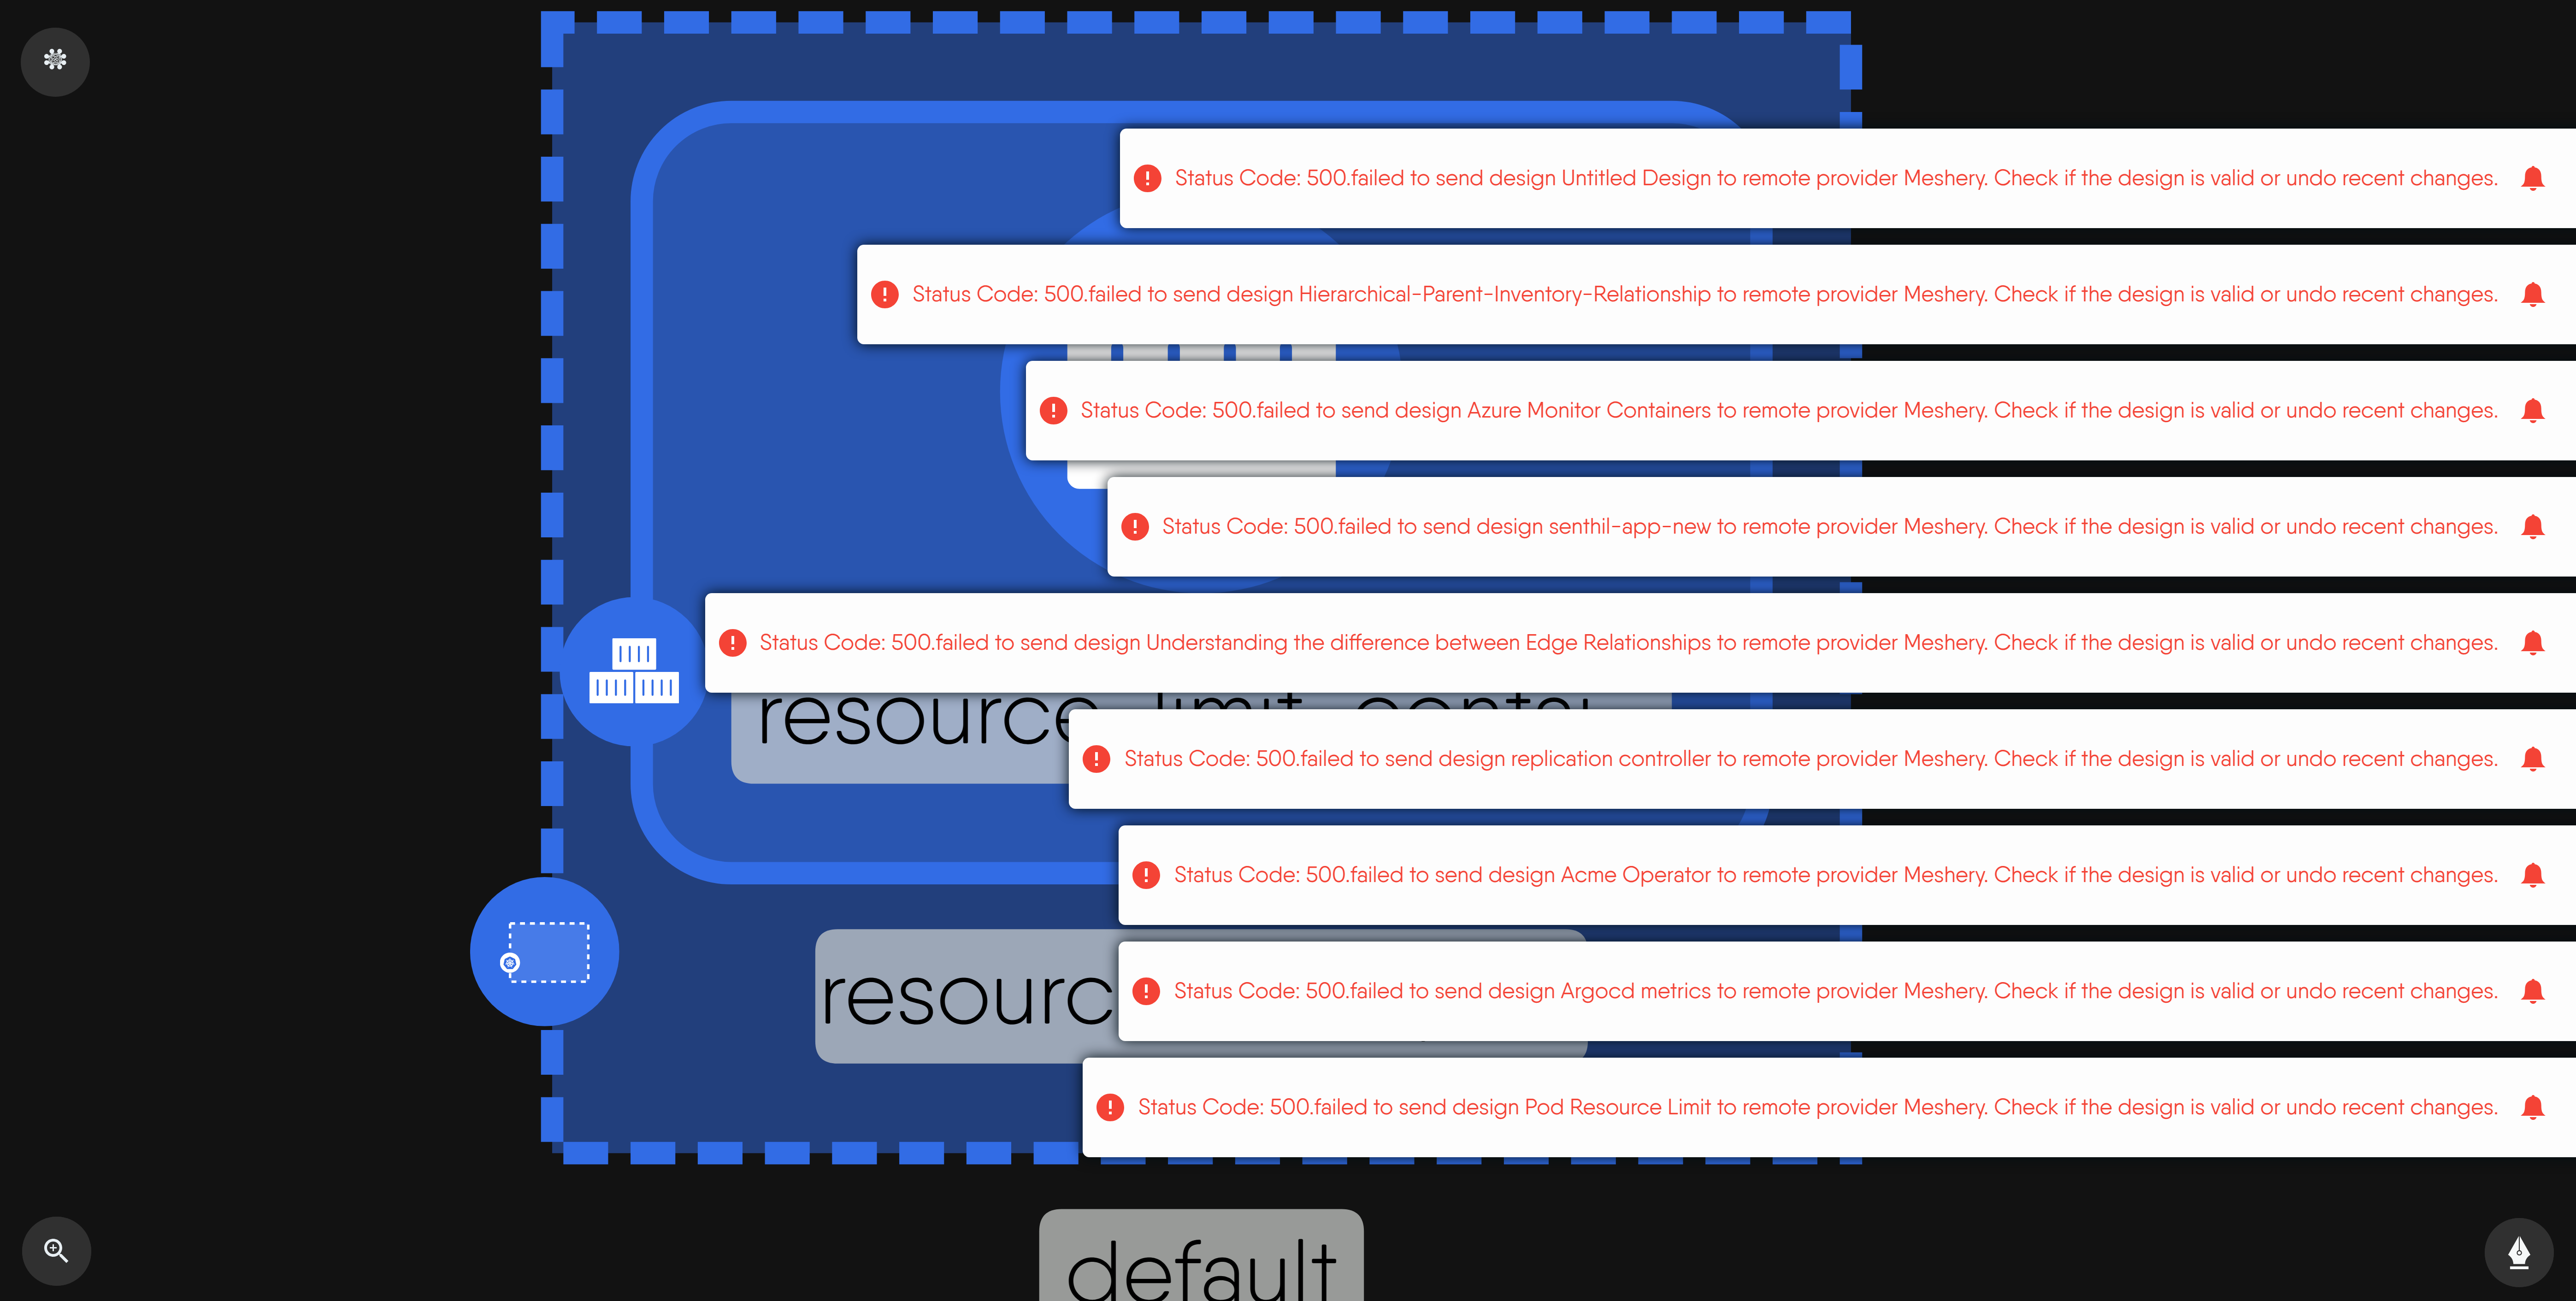 Status Code: 500.failed to send design Untitled Design to remote provider Meshery. Check if the design is valid or undo recent changes.
Status Code: 500.failed to send design Hierarchical-Parent-Inventory-Relationship to remote provider Meshery. Check if the design is valid or undo recent changes.
Status Code: 500.failed to send design Azure Monitor Containers to remote provider Meshery. Check if the design is valid or undo recent changes.
Status Code: 500.failed to send design senthil-app-new to remote provider Meshery. Check if the design is valid or undo recent changes.
Status Code: 500.failed to send design Understanding the difference between Edge Relationships to remote provider Meshery. Check if the design is valid or undo recent changes.
resource
Status Code: 500.failed to send design replication controller to remote provider Meshery. Check if the design is valid or undo recent changes.
Status Code: 500.failed to send design Acme Operator to remote provider Meshery. Check if the design is valid or undo recent changes.
resourc
Status Code: 500.failed to send design Argocd metrics to remote provider Meshery. Check if the design is valid or undo recent changes.
Status Code: 500.failed to send design Pod Resource Limit to remote provider Meshery. Check if the design is valid or undo recent changes.
default